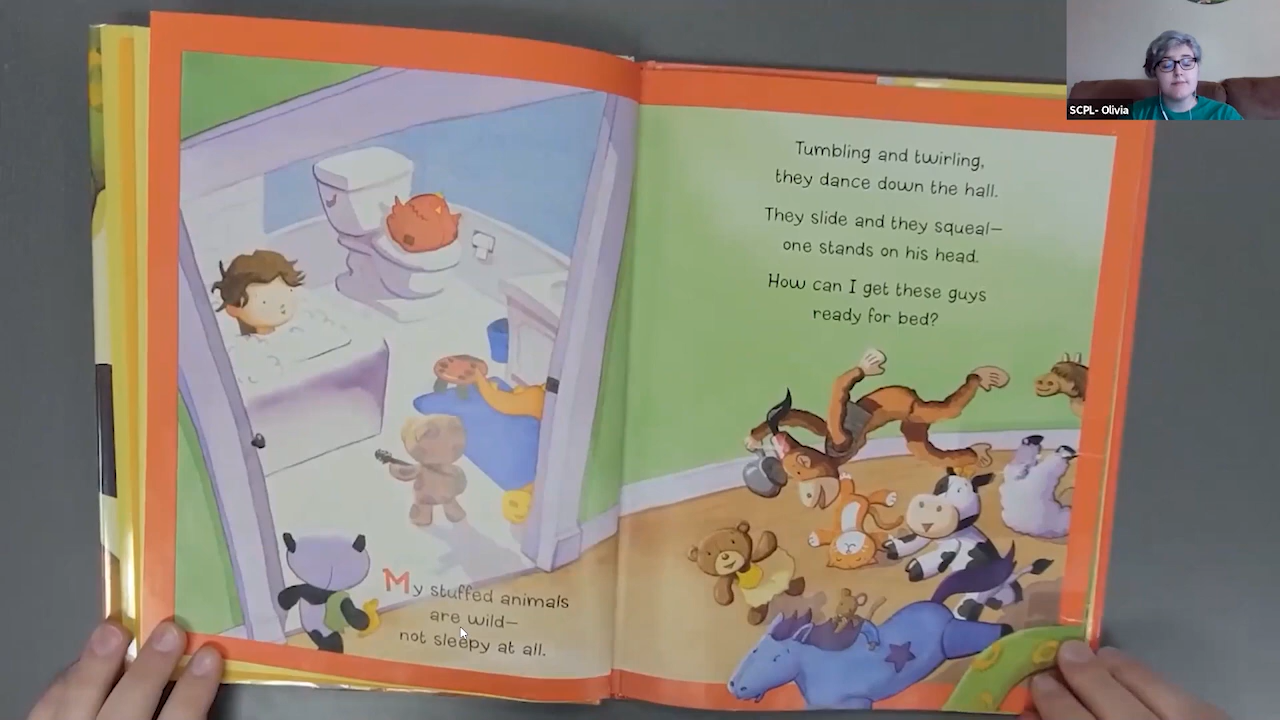 SCPL- Olivia
My stuffed animals
are wild—
not sleepy at all.
Tumbling and twirling,
they dance down the hall.
They slide and they squeal—
one stands on his head.
How can I get these guys
ready for bed?